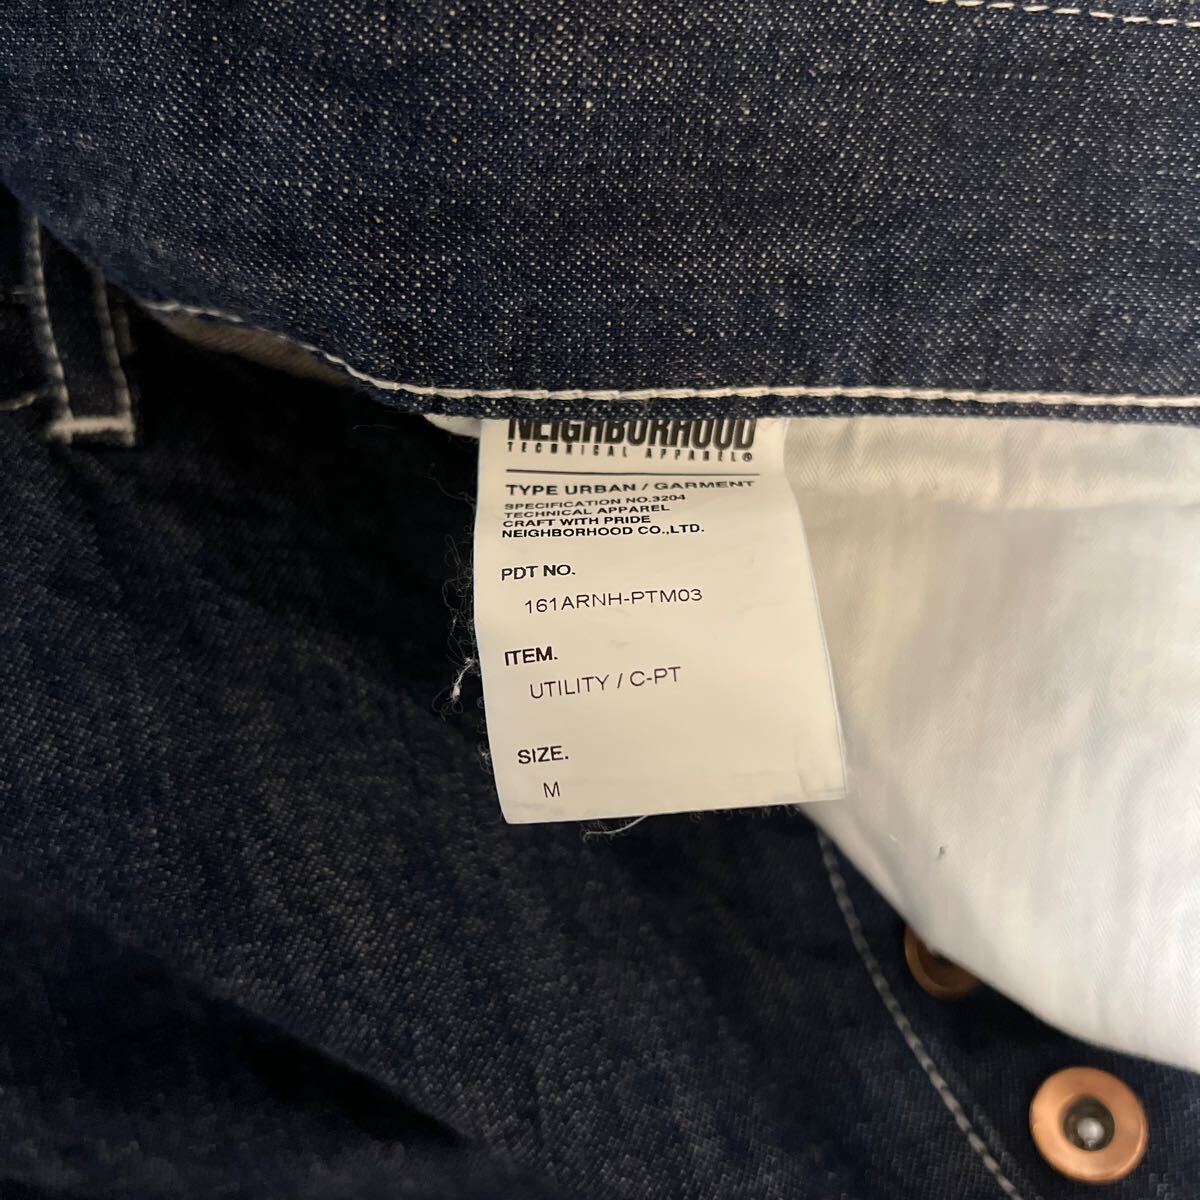 NEIGHBORHOOD
TECHNICAL APPAREL®
TYPE URBAN / GARMENT
SPECIFICATION NO.3204
TECHNICAL APPAREL
CRAFT WITH PRIDE
NEIGHBORHOOD CO.,LTD.
PDT NO.
161ARNH-PTM03
ITEM.
UTILITY / C-PT
SIZE.
M